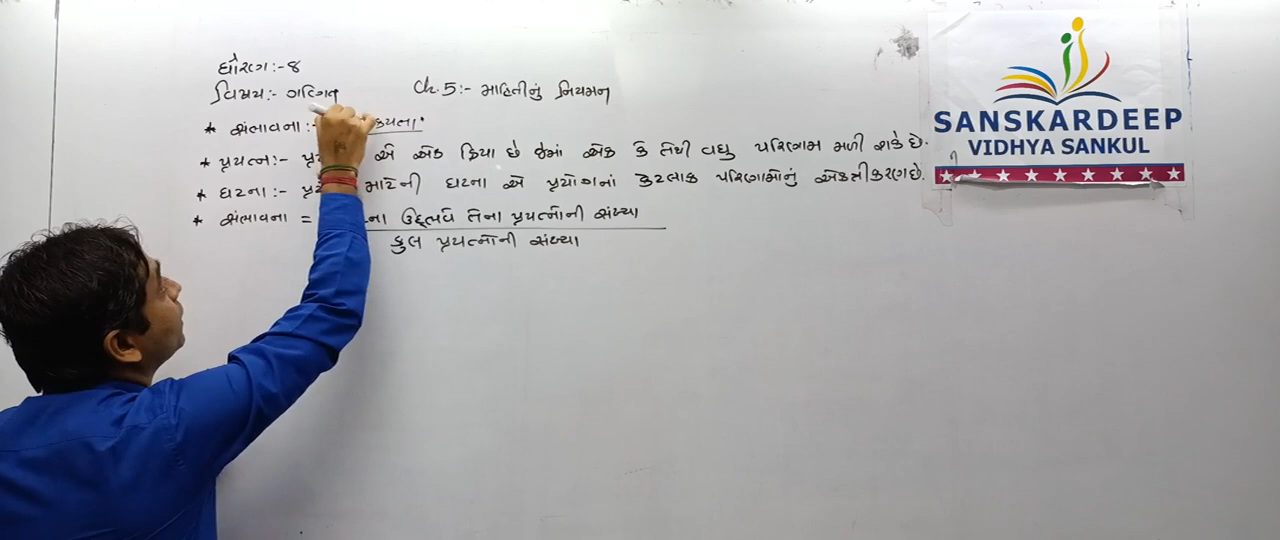 ધોરણ:-૪
વિષય:- ગણિત
Ch. 5:- માહિતીનું નિયમન
* સંભાવના:-
* પ્રયત્ન:- એ એક ક્રિયા છે જેમાં એક કે તેથી વધુ પરિણામ મળી શકે છે.
* ઘટના:- માટેની ઘટના એ પ્રયોગનાં કેટલાક પરિણામોનું એકત્રીકરણ છે.
* સંભાવના = ના ઉદ્દભવે તેના પ્રયત્નોની સંખ્યા
કુલ પ્રયત્નોની સંખ્યા
SANSKARDEEP
VIDHYA SANKUL